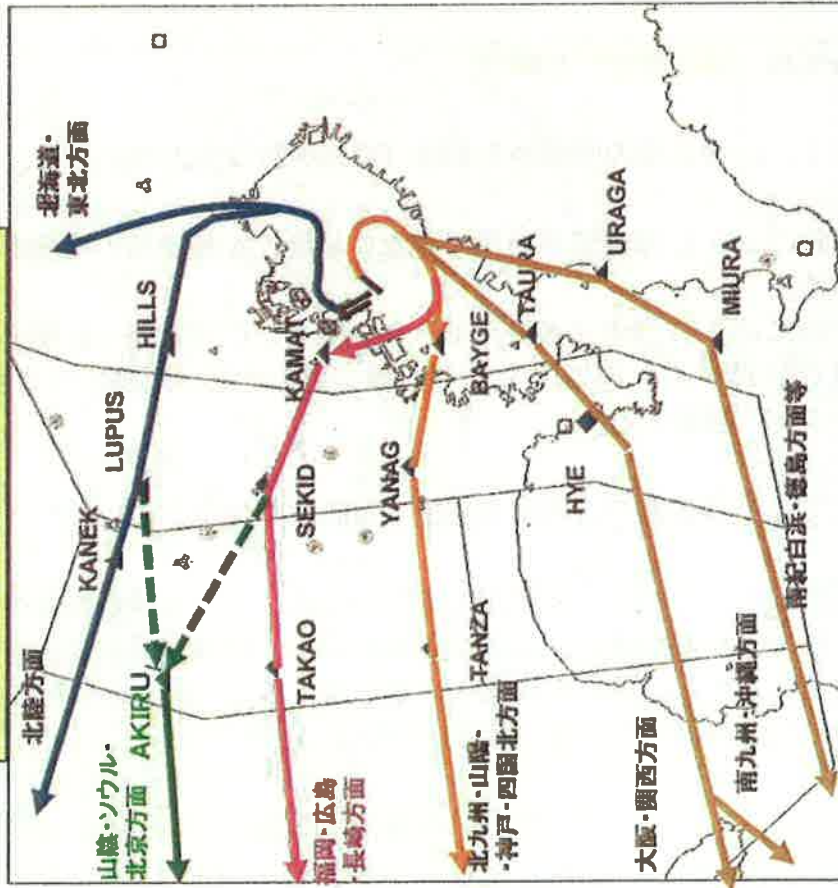 北海道・
東北方面
HILLS
LUPUS
KANEK
北陸方面
AKIRU
山陰・ソウル・
北京方面
KAMAT
SEKID
TAKAO
福岡・広島
・長崎方面
BAYGE
YANAG
TANZA
北九州・山陽・
・神戸・四国北方面
TAURA
HYE
大阪・関西方面
URAGA
MIURA
南九州・沖縄方面
南紀白浜・徳島方面等